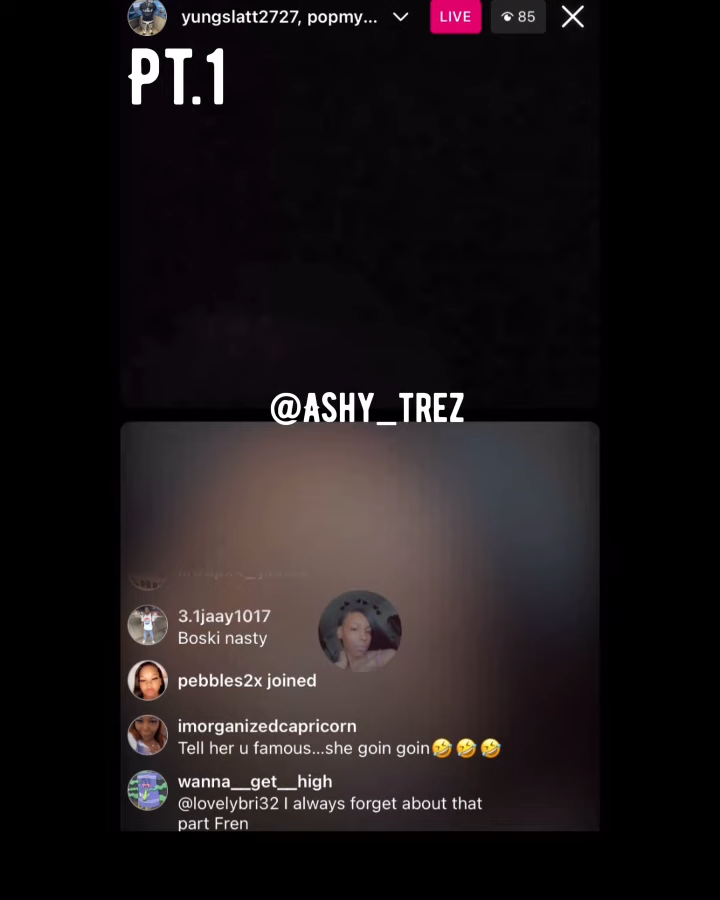 yungslatt2727, popmy...
LIVE
85
PT.1
@ASHY_TREZ
3.1jaay1017
Boski nasty
pebbles2x joined
imorganizedcapricorn
Tell her u famous...she goin goin🤣🤣🤣
wanna__get__high
@lovelybri32 I always forget about that
part Fren